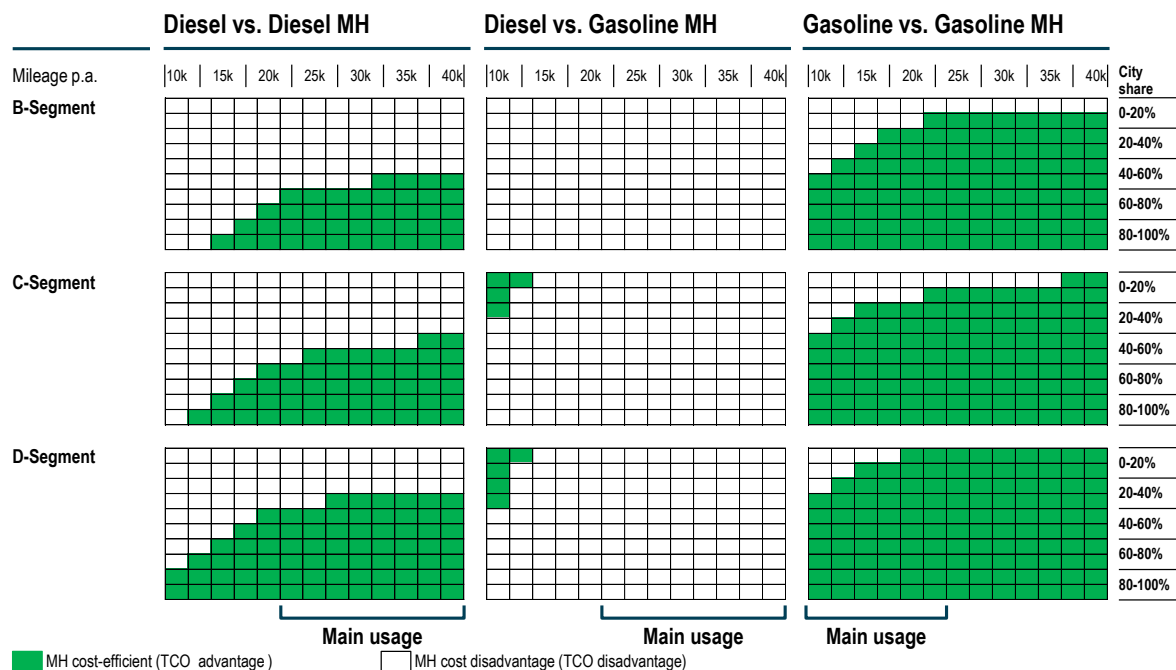 Diesel vs. Diesel MH Diesel vs. Gasoline MH Gasoline vs. Gasoline MH
Mileage p.a. 10k 15k 20k 25k 30k 35k 40k 10k 15k 20k 25k 30k 35k 40k 10k 15k 20k 25k 30k 35k 40k City share
B-Segment
0-20%
20-40%
40-60%
60-80%
80-100%
C-Segment
0-20%
20-40%
40-60%
60-80%
80-100%
D-Segment
0-20%
20-40%
40-60%
60-80%
80-100%
Main usage Main usage Main usage
MH cost-efficient (TCO advantage ) MH cost disadvantage (TCO disadvantage)